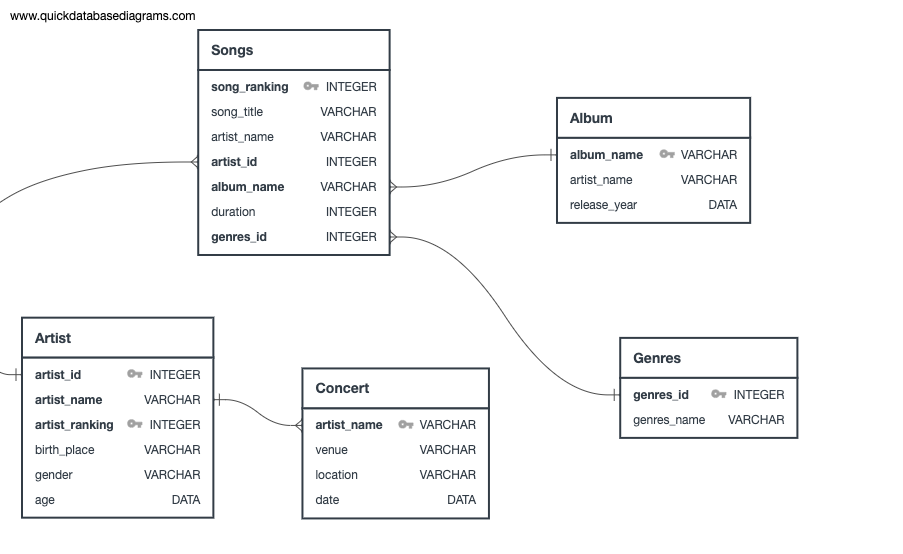 www.quickdatabasediagrams.com
Songs
song_ranking INTEGER
song_title VARCHAR
artist_name VARCHAR
artist_id INTEGER
album_name VARCHAR
duration INTEGER
genres_id INTEGER
Album
album_name VARCHAR
artist_name VARCHAR
release_year DATA
Artist
artist_id INTEGER
artist_name VARCHAR
artist_ranking INTEGER
birth_place VARCHAR
gender VARCHAR
age DATA
Concert
artist_name VARCHAR
venue VARCHAR
location VARCHAR
date DATA
Genres
genres_id INTEGER
genres_name VARCHAR